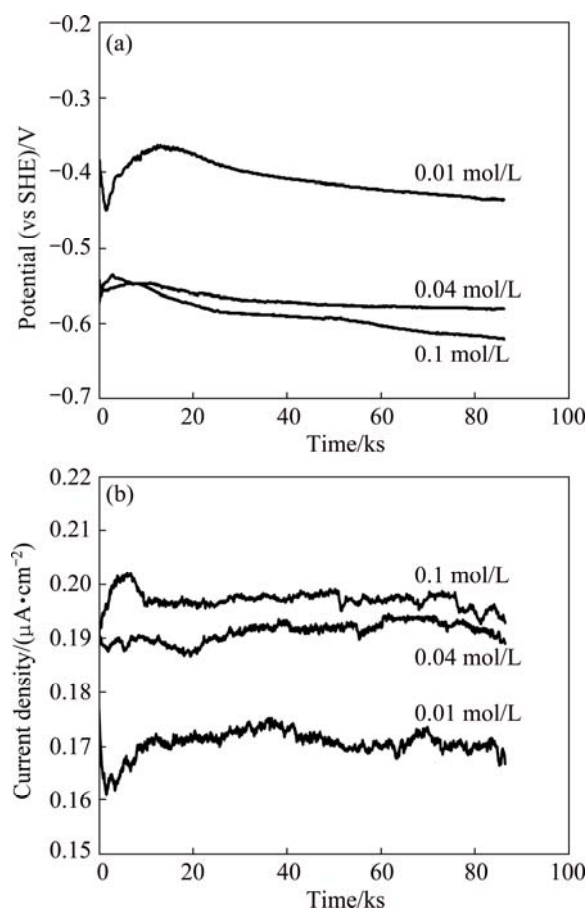 (a)
−0.2
−0.3
−0.4
−0.5
−0.6
−0.7
Potential (vs SHE)/V
0.01 mol/L
0.04 mol/L
0.1 mol/L
0 20 40 60 80 100
Time/ks
(b)
0.22
0.21
0.20
0.19
0.18
0.17
0.16
0.15
Current density/(μA•cm⁻²)
0.1 mol/L
0.04 mol/L
0.01 mol/L
0 20 40 60 80 100
Time/ks